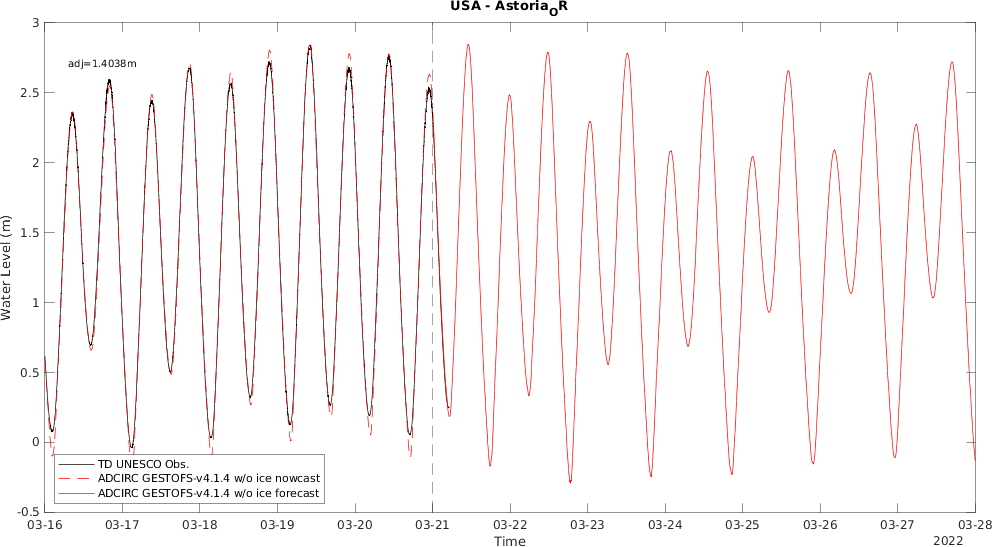 USA - Astoria_OR
adj=1.4038m
3
2.5
2
1.5
1
0.5
0
-0.5
Water Level (m)
TD UNESCO Obs.
ADCIRC GESTOFS-v4.1.4 w/o ice nowcast
ADCIRC GESTOFS-v4.1.4 w/o ice forecast
03-16 03-17 03-18 03-19 03-20 03-21 03-22 03-23 03-24 03-25 03-26 03-27 03-28
Time
2022